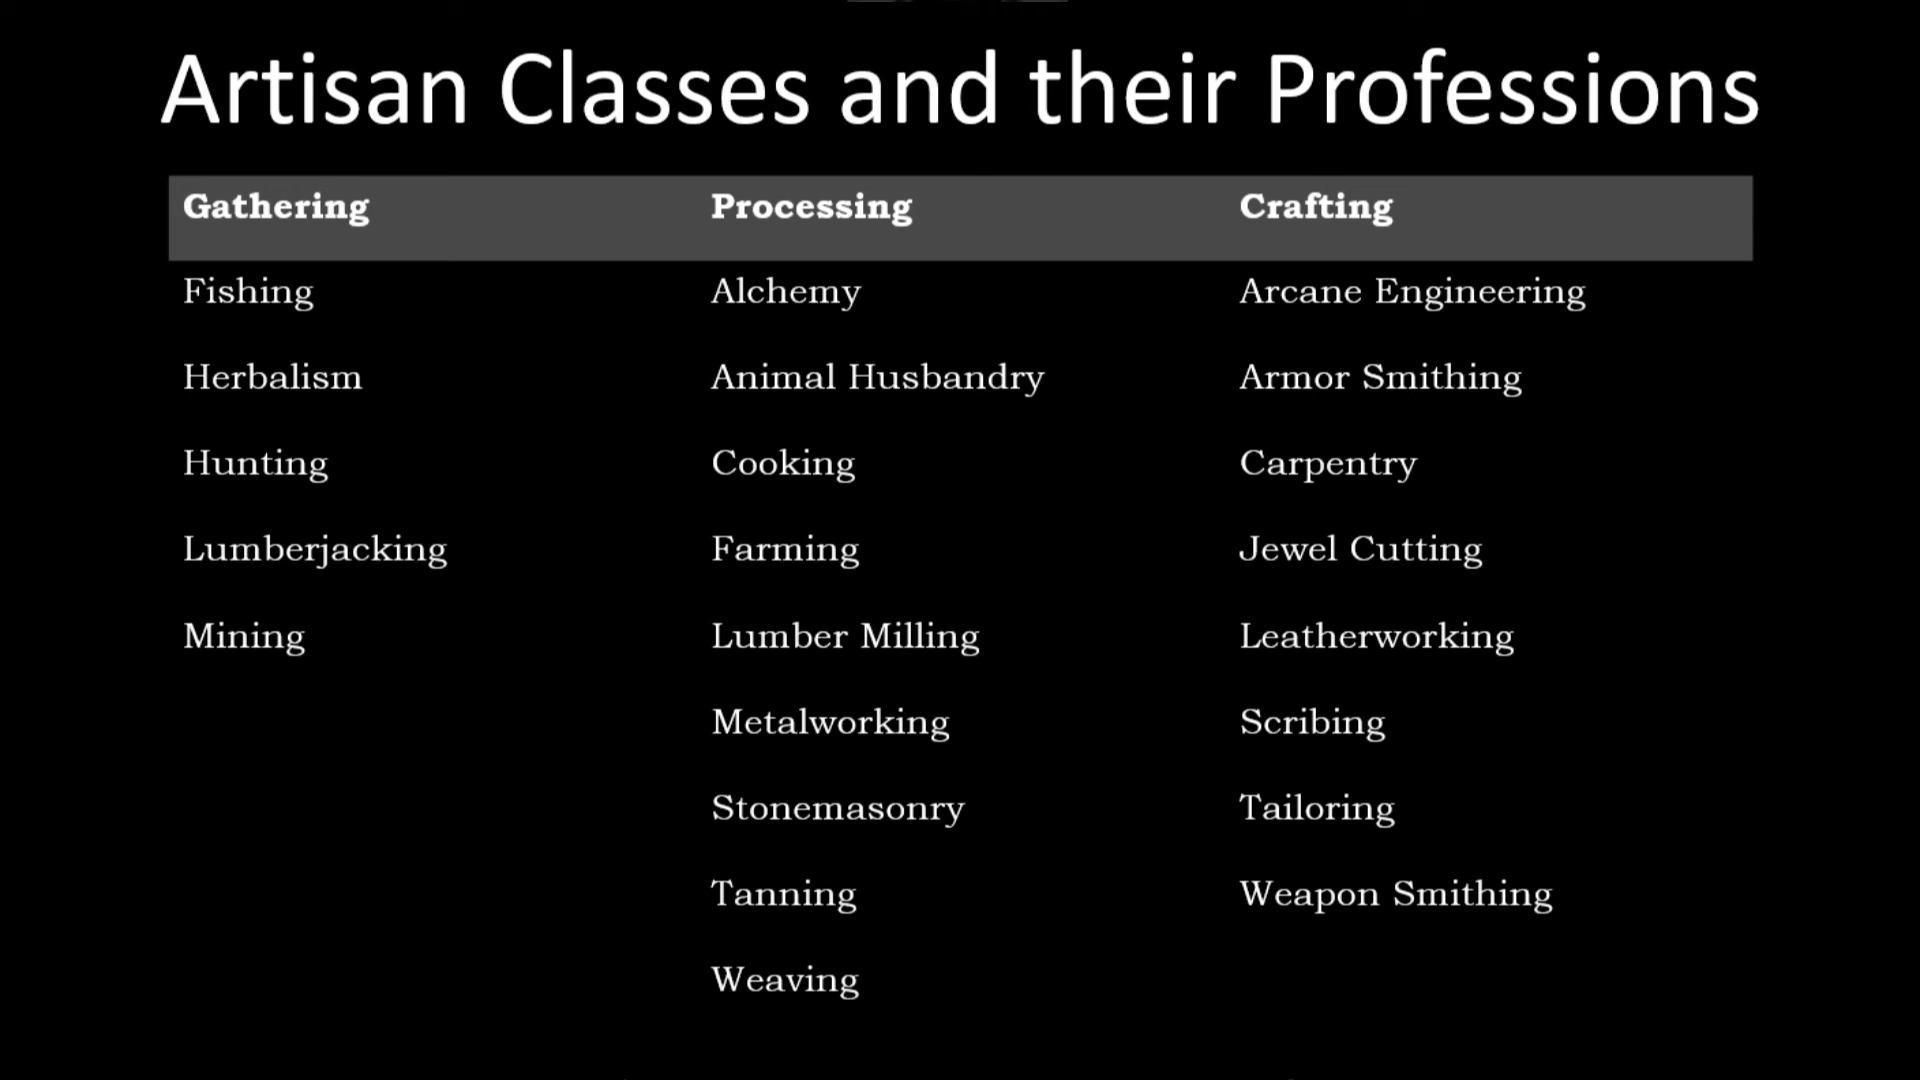 Artisan Classes and their Professions
Gathering Processing Crafting
Fishing Alchemy Arcane Engineering
Herbalism Animal Husbandry Armor Smithing
Hunting Cooking Carpentry
Lumberjacking Farming Jewel Cutting
Mining Lumber Milling Leatherworking
Metalworking Scribing
Stonemasonry Tailoring
Tanning Weapon Smithing
Weaving